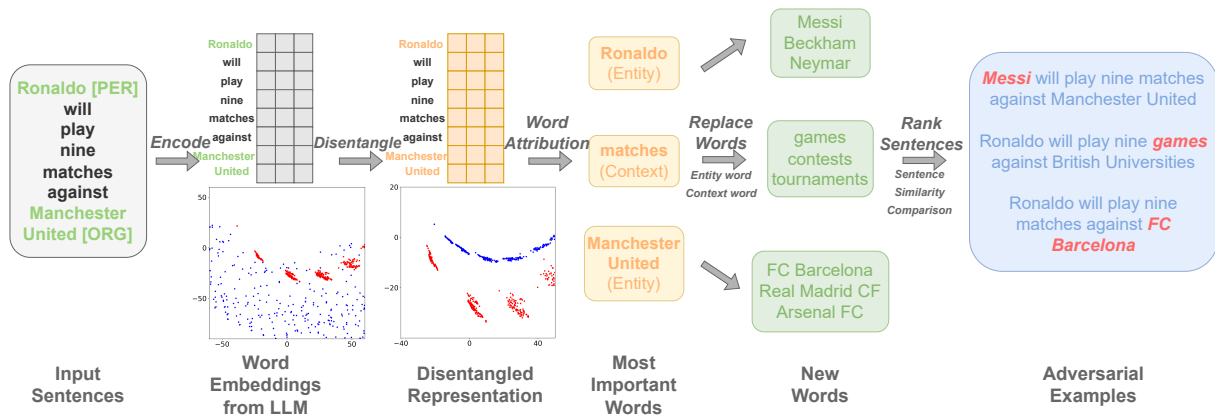 Ronaldo [PER]
will
play
nine
matches
against
Manchester
United [ORG]
Input
Sentences
Encode
Ronaldo
will
play
nine
matches
against
Manchester
United
50
0
−50
−50
0
50
Word
Embeddings
from LLM
Disentangle
Ronaldo
will
play
nine
matches
against
Manchester
United
20
0
−20
−40
−40
0
40
Disentangled
Representation
Word
Attribution
Ronaldo
(Entity)
matches
(Context)
Manchester
United
(Entity)
Most
Important
Words
Replace
Words
Entity word
Context word
Messi
Beckham
Neymar
games
contests
tournaments
FC Barcelona
Real Madrid CF
Arsenal FC
New
Words
Rank
Sentences
Sentence
Similarity
Comparison
Messi will play nine matches
against Manchester United
Ronaldo will play nine games
against British Universities
Ronaldo will play nine
matches against FC
Barcelona
Adversarial
Examples